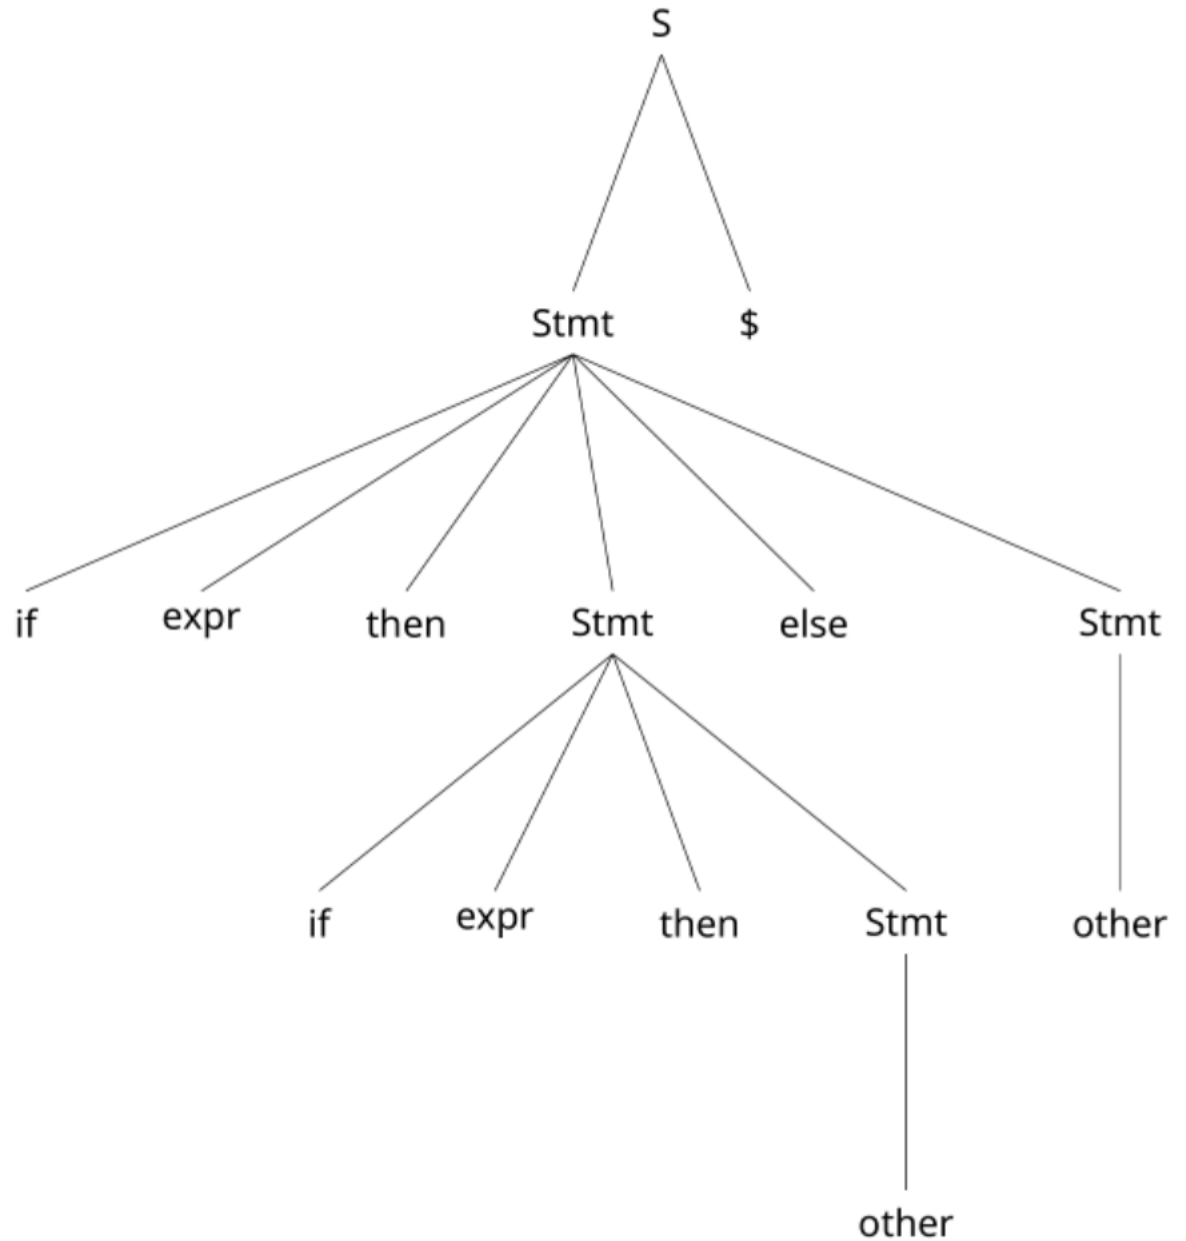 S
Stmt $
if expr then Stmt else Stmt
if expr then Stmt other
other